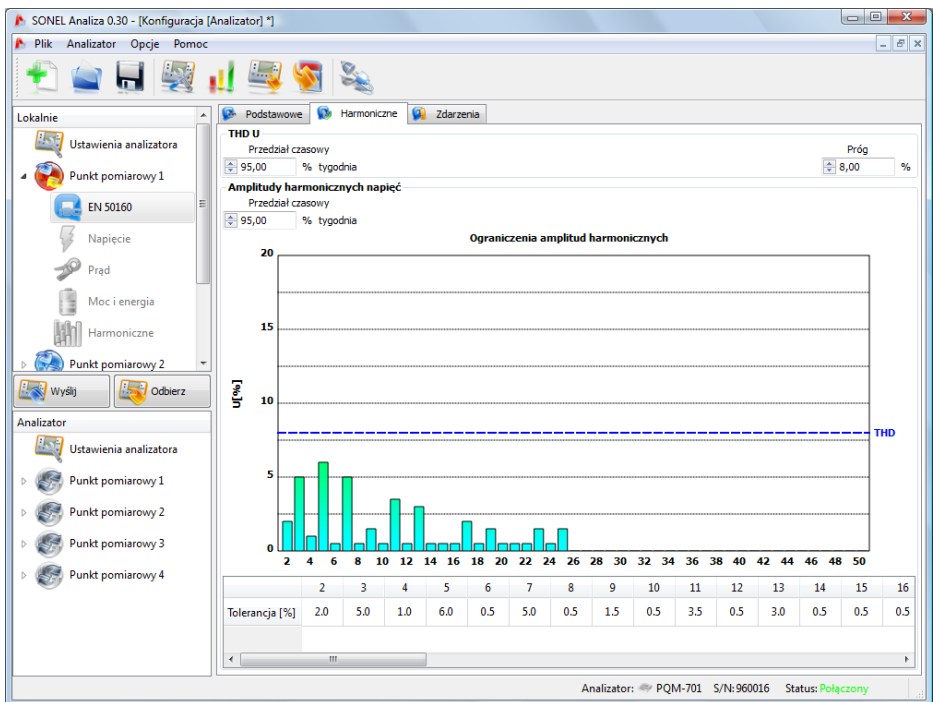 SONEL Analiza 0.30 - [Konfiguracja [Analizator] *]
Plik Analizator Opcje Pomoc
Lokalnie
Ustawienia analizatora
Punkt pomiarowy 1
EN 50160
Napięcie
Prąd
Moc i energia
Harmoniczne
Punkt pomiarowy 2
Wyślij Odbierz
Analizator
Ustawienia analizatora
Punkt pomiarowy 1
Punkt pomiarowy 2
Punkt pomiarowy 3
Punkt pomiarowy 4
Podstawowe Harmoniczne Zdarzenia
THD U
Przedział czasowy Próg
95,00 % tygodnia 8,00 %
Amplitudy harmonicznych napięć
Przedział czasowy
95,00 % tygodnia
Ograniczenia amplitud harmonicznych
20
15
U[%]
10
THD
5
0
2 4 6 8 10 12 14 16 18 20 22 24 26 28 30 32 34 36 38 40 42 44 46 48 50
2 3 4 5 6 7 8 9 10 11 12 13 14 15 16
Tolerancja [%] 2.0 5.0 1.0 6.0 0.5 5.0 0.5 1.5 0.5 3.5 0.5 3.0 0.5 0.5 0.5
Analizator: PQM-701 S/N: 960016 Status: Połączony